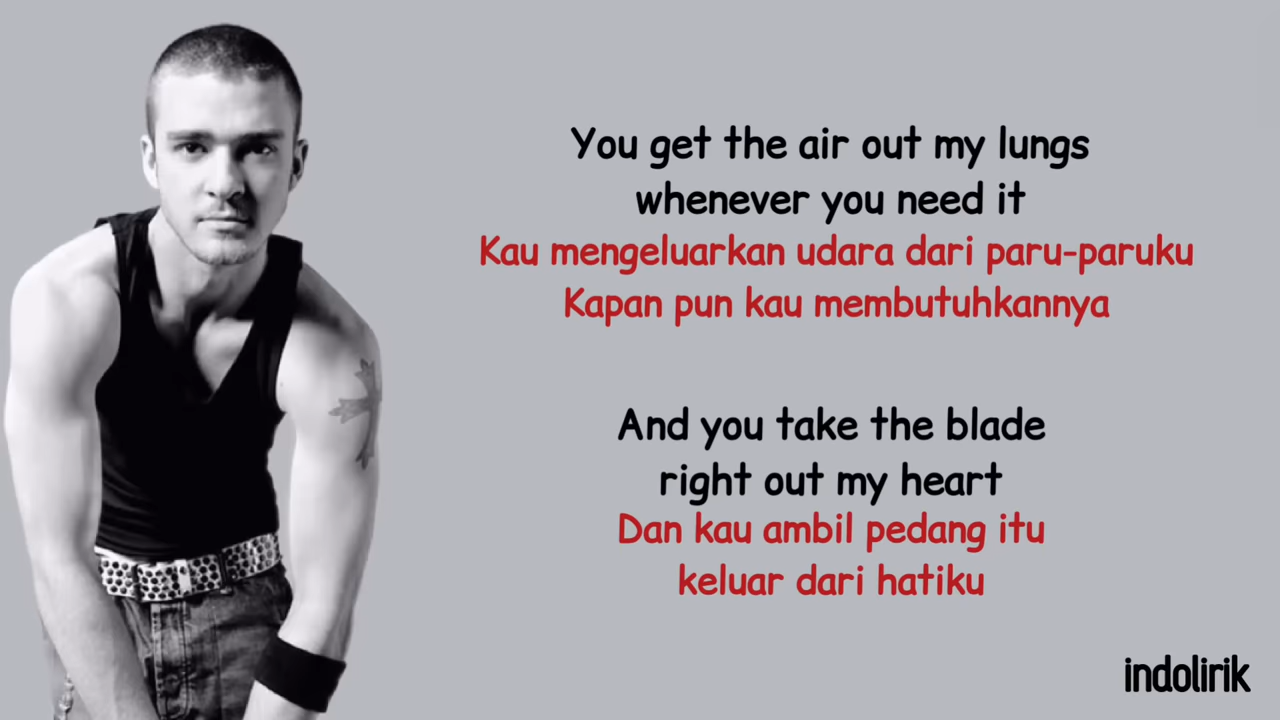 You get the air out my lungs
whenever you need it
Kau mengeluarkan udara dari paru-paruku
Kapan pun kau membutuhkannya
And you take the blade
right out my heart
Dan kau ambil pedang itu
keluar dari hatiku
indolirik